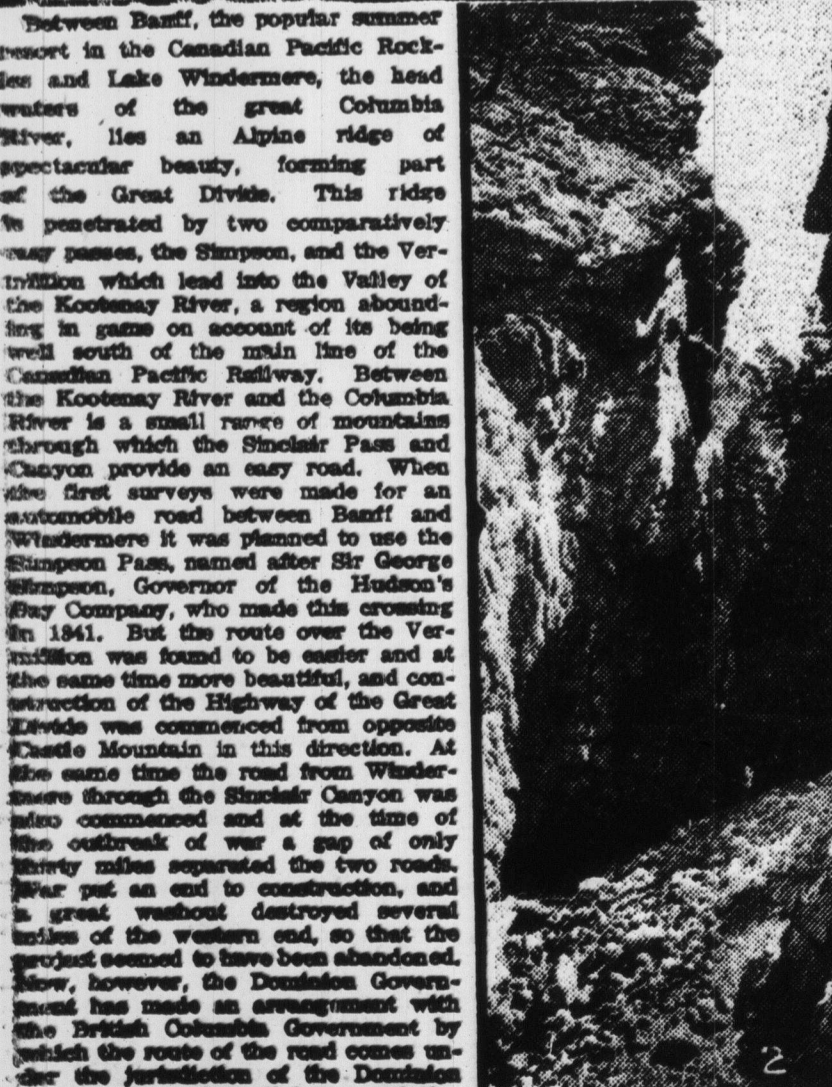 Between Banff, the popular summer
resort in the Canadian Pacific Rock-
ies and Lake Windermere, the head
waters of the great Columbia
River, lies an Alpine ridge of
spectacular beauty, forming part
of the Great Divide. This ridge
is penetrated by two comparatively
easy passes, the Simpson, and the Ver-
million which lead into the Valley of
the Kootenay River, a region abound-
ing in game on account of its being
well south of the main line of the
Canadian Pacific Railway. Between
the Kootenay River and the Columbia
River is a small range of mountains
through which the Sinclair Pass and
Canyon provide an easy road. When
the first surveys were made for an
automobile road between Banff and
Windermere it was planned to use the
Simpson Pass, named after Sir George
Simpson, Governor of the Hudson's
Bay Company, who made this crossing
in 1841. But the route over the Ver-
million was found to be easier and at
the same time more beautiful, and con-
struction of the Highway of the Great
Divide was commenced from opposite
Castle Mountain in this direction. At
the same time the road from Winder-
mere through the Sinclair Canyon was
also commenced and at the time of
the outbreak of war a gap of only
thirty miles separated the two roads.
War put an end to construction, and
a great washout destroyed several
miles of the western end, so that the
project seemed to have been abandoned.
Now, however, the Dominion Govern-
ment has made an arrangement with
the British Columbia Government by
which the route of the road comes un-
der the jurisdiction of the Dominion
2